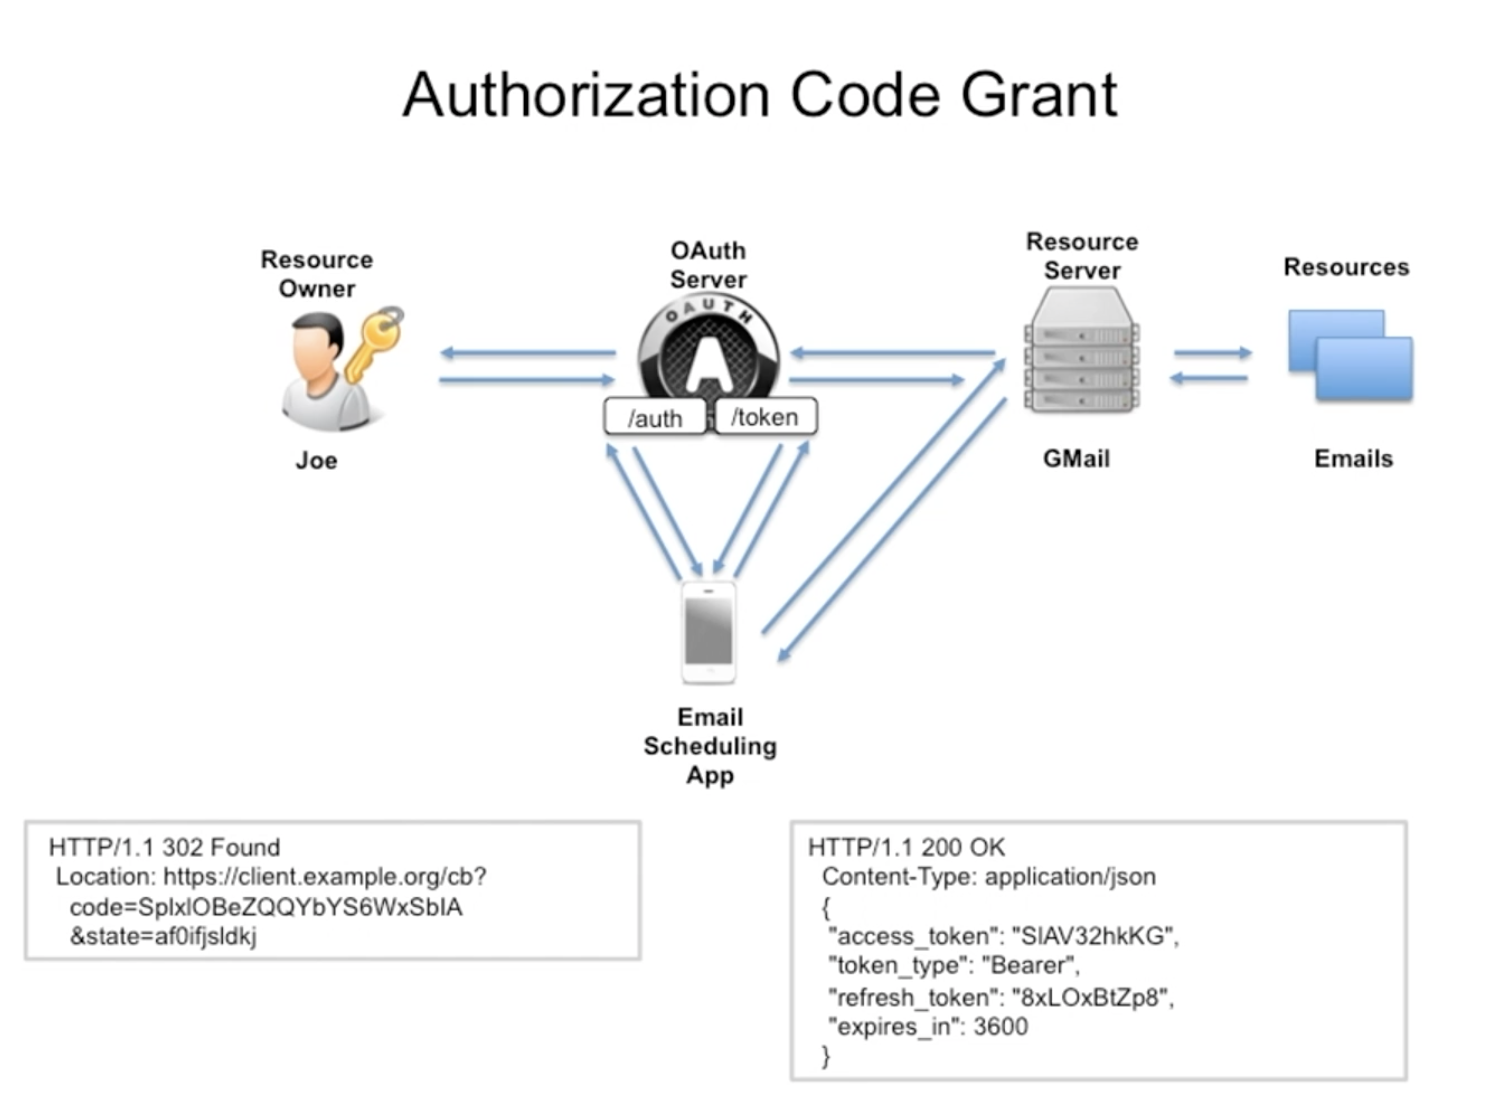 Authorization Code Grant
Resource
Owner
Joe
OAuth
Server
OAUTH
A
/auth
/token
Resource
Server
GMail
Resources
Emails
Email
Scheduling
App
HTTP/1.1 302 Found
Location: https://client.example.org/cb?
code=SplxlOBeZQQYbYS6WxSbIA
&state=af0ifjsldkj
HTTP/1.1 200 OK
Content-Type: application/json
{
"access_token": "SlAV32hkKG",
"token_type": "Bearer",
"refresh_token": "8xLOxBtZp8",
"expires_in": 3600
}